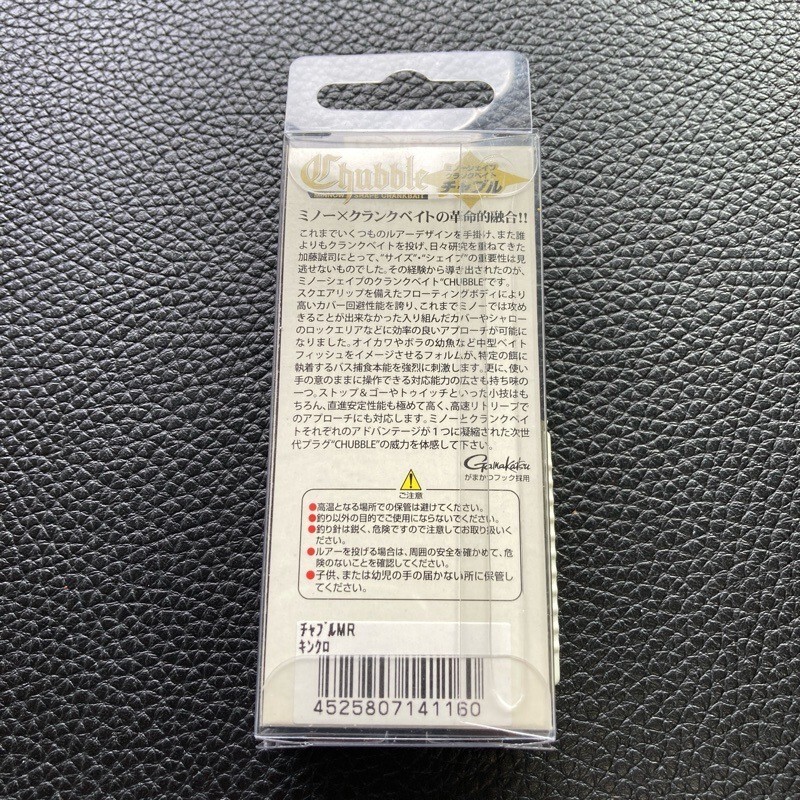 Chubble
MINNOW SHAPE CRANKBAIT
ミノーシェイプ
クランクベイト
チャブル
ミノー×クランクベイトの革命的融合!!
これまでいくつものルアーデザインを手掛け、また誰
よりもクランクベイトを投げ、日々研究を重ねてきた
加藤誠司にとって、“サイズ”・“シェイプ”の重要性は見
逃せないものでした。その経験から導き出されたのが、
ミノーシェイプのクランクベイト“CHUBBLE”です。
スクエアリップを備えたフローティングボディにより
高いカバー回避性能を誇り、これまでミノーでは攻め
きることが出来なかった入り組んだカバーやシャロー
のロックエリアなどに効率の良いアプローチが可能に
なりました。オイカワやボラの幼魚など中型ベイト
フィッシュをイメージさせるフォルムが、特定の餌に
執着するバス捕食本能を強烈に刺激します。更に、使い
手の意のままに操作できる対応能力の広さも持ち味の
一つ。ストップ＆ゴーやトゥイッチといった小技はも
ちろん、直進安定性能も極めて高く、高速リトリーブで
のアプローチにも対応します。ミノーとクランクベイ
トそれぞれのアドバンテージが１つに凝縮された次世
代プラグ“CHUBBLE”の威力を体感して下さい。
Gamakatsu
がまかつフック採用
ご注意
●高温となる場所での保管は避けてください。
●釣り以外の目的でご使用にならないでください。
●釣り針は鋭く、危険ですので注意してお取り扱いく
ださい。
●ルアーを投げる場合は、周囲の安全を確かめて、危
険のないことを確認してください。
●子供、または幼児の手の届かない所に保管し
てください。
チャブルMR
キンクロ
4525807141160